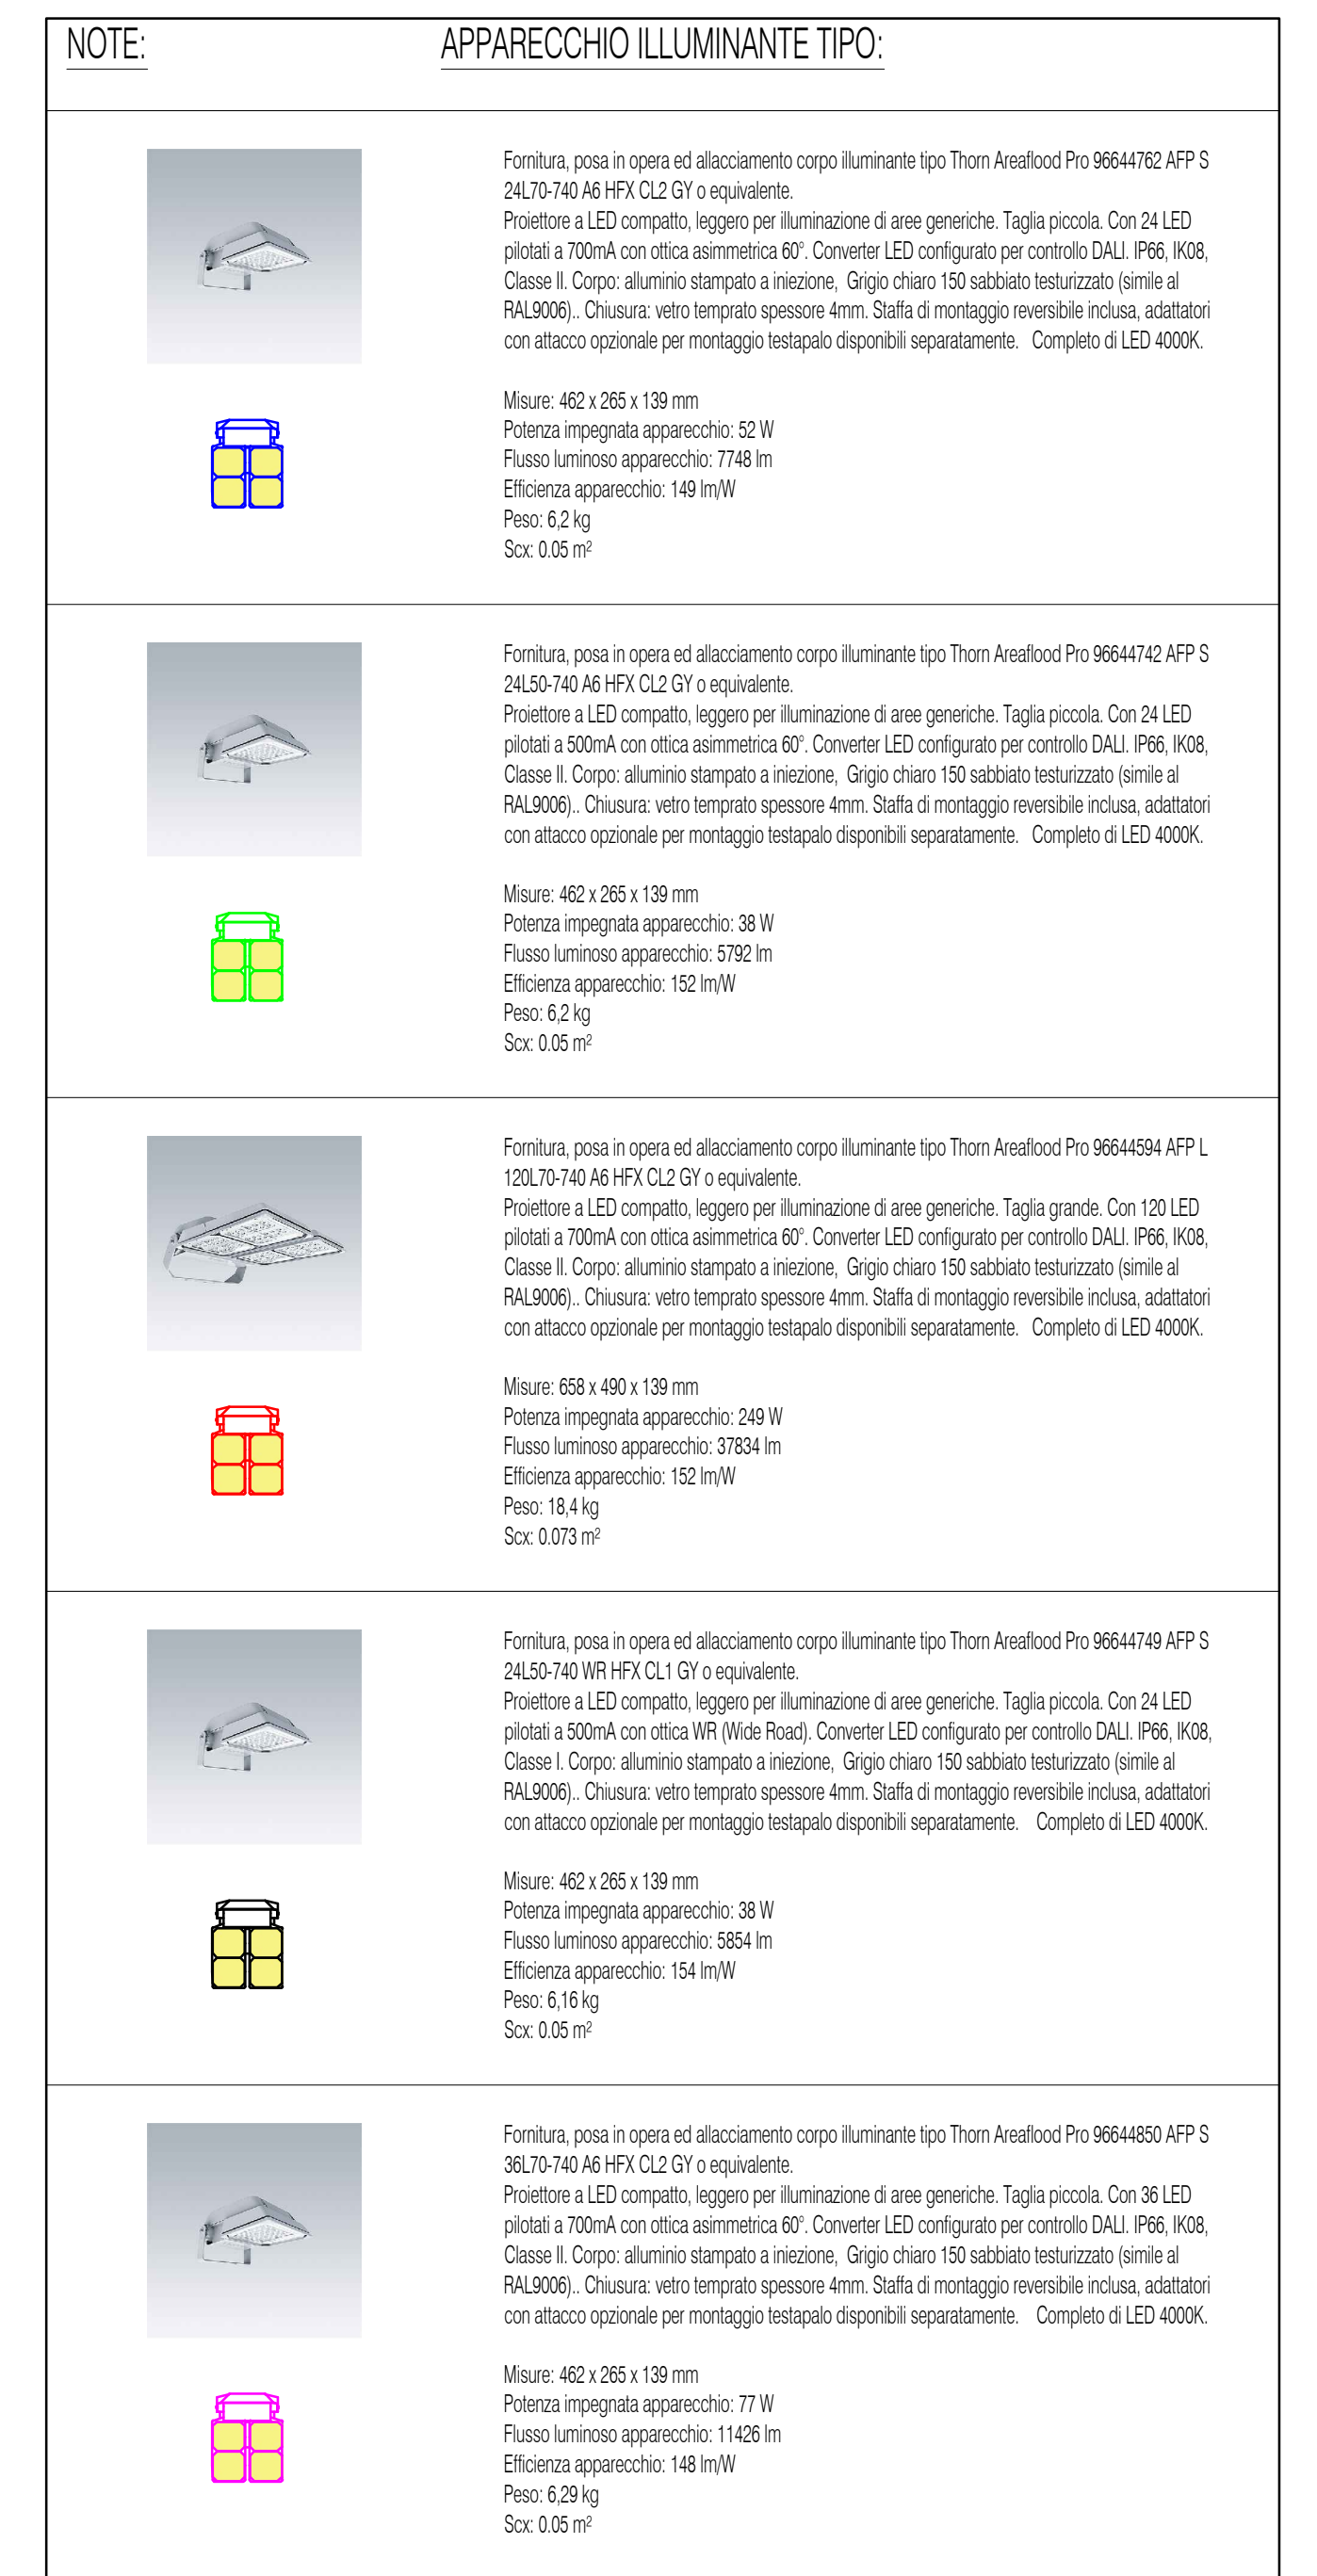 NOTE:
APPARECCHIO ILLUMINANTE TIPO:
Fornitura, posa in opera ed allacciamento corpo illuminante tipo Thorn Areaflood Pro 96644762 AFP S
24L70-740 A6 HFX CL2 GY o equivalente.
Proiettore a LED compatto, leggero per illuminazione di aree generiche. Taglia piccola. Con 24 LED
pilotati a 700mA con ottica asimmetrica 60°. Converter LED configurato per controllo DALI. IP66, IK08,
Classe II. Corpo: alluminio stampato a iniezione, Grigio chiaro 150 sabbiato testurizzato (simile al
RAL9006).. Chiusura: vetro temprato spessore 4mm. Staffa di montaggio reversibile inclusa, adattatori
con attacco opzionale per montaggio testapalo disponibili separatamente. Completo di LED 4000K.
Misure: 462 x 265 x 139 mm
Potenza impegnata apparecchio: 52 W
Flusso luminoso apparecchio: 7748 lm
Efficienza apparecchio: 149 lm/W
Peso: 6,2 kg
Scx: 0.05 m²
Fornitura, posa in opera ed allacciamento corpo illuminante tipo Thorn Areaflood Pro 96644742 AFP S
24L50-740 A6 HFX CL2 GY o equivalente.
Proiettore a LED compatto, leggero per illuminazione di aree generiche. Taglia piccola. Con 24 LED
pilotati a 500mA con ottica asimmetrica 60°. Converter LED configurato per controllo DALI. IP66, IK08,
Classe II. Corpo: alluminio stampato a iniezione, Grigio chiaro 150 sabbiato testurizzato (simile al
RAL9006).. Chiusura: vetro temprato spessore 4mm. Staffa di montaggio reversibile inclusa, adattatori
con attacco opzionale per montaggio testapalo disponibili separatamente. Completo di LED 4000K.
Misure: 462 x 265 x 139 mm
Potenza impegnata apparecchio: 38 W
Flusso luminoso apparecchio: 5792 lm
Efficienza apparecchio: 152 lm/W
Peso: 6,2 kg
Scx: 0.05 m²
Fornitura, posa in opera ed allacciamento corpo illuminante tipo Thorn Areaflood Pro 96644594 AFP L
120L70-740 A6 HFX CL2 GY o equivalente.
Proiettore a LED compatto, leggero per illuminazione di aree generiche. Taglia grande. Con 120 LED
pilotati a 700mA con ottica asimmetrica 60°. Converter LED configurato per controllo DALI. IP66, IK08,
Classe II. Corpo: alluminio stampato a iniezione, Grigio chiaro 150 sabbiato testurizzato (simile al
RAL9006).. Chiusura: vetro temprato spessore 4mm. Staffa di montaggio reversibile inclusa, adattatori
con attacco opzionale per montaggio testapalo disponibili separatamente. Completo di LED 4000K.
Misure: 658 x 490 x 139 mm
Potenza impegnata apparecchio: 249 W
Flusso luminoso apparecchio: 37834 lm
Efficienza apparecchio: 152 lm/W
Peso: 18,4 kg
Scx: 0.073 m²
Fornitura, posa in opera ed allacciamento corpo illuminante tipo Thorn Areaflood Pro 96644749 AFP S
24L50-740 WR HFX CL1 GY o equivalente.
Proiettore a LED compatto, leggero per illuminazione di aree generiche. Taglia piccola. Con 24 LED
pilotati a 500mA con ottica WR (Wide Road). Converter LED configurato per controllo DALI. IP66, IK08,
Classe I. Corpo: alluminio stampato a iniezione, Grigio chiaro 150 sabbiato testurizzato (simile al
RAL9006).. Chiusura: vetro temprato spessore 4mm. Staffa di montaggio reversibile inclusa, adattatori
con attacco opzionale per montaggio testapalo disponibili separatamente. Completo di LED 4000K.
Misure: 462 x 265 x 139 mm
Potenza impegnata apparecchio: 38 W
Flusso luminoso apparecchio: 5854 lm
Efficienza apparecchio: 154 lm/W
Peso: 6,16 kg
Scx: 0.05 m²
Fornitura, posa in opera ed allacciamento corpo illuminante tipo Thorn Areaflood Pro 96644850 AFP S
36L70-740 A6 HFX CL2 GY o equivalente.
Proiettore a LED compatto, leggero per illuminazione di aree generiche. Taglia piccola. Con 36 LED
pilotati a 700mA con ottica asimmetrica 60°. Converter LED configurato per controllo DALI. IP66, IK08,
Classe II. Corpo: alluminio stampato a iniezione, Grigio chiaro 150 sabbiato testurizzato (simile al
RAL9006).. Chiusura: vetro temprato spessore 4mm. Staffa di montaggio reversibile inclusa, adattatori
con attacco opzionale per montaggio testapalo disponibili separatamente. Completo di LED 4000K.
Misure: 462 x 265 x 139 mm
Potenza impegnata apparecchio: 77 W
Flusso luminoso apparecchio: 11426 lm
Efficienza apparecchio: 148 lm/W
Peso: 6,29 kg
Scx: 0.05 m²